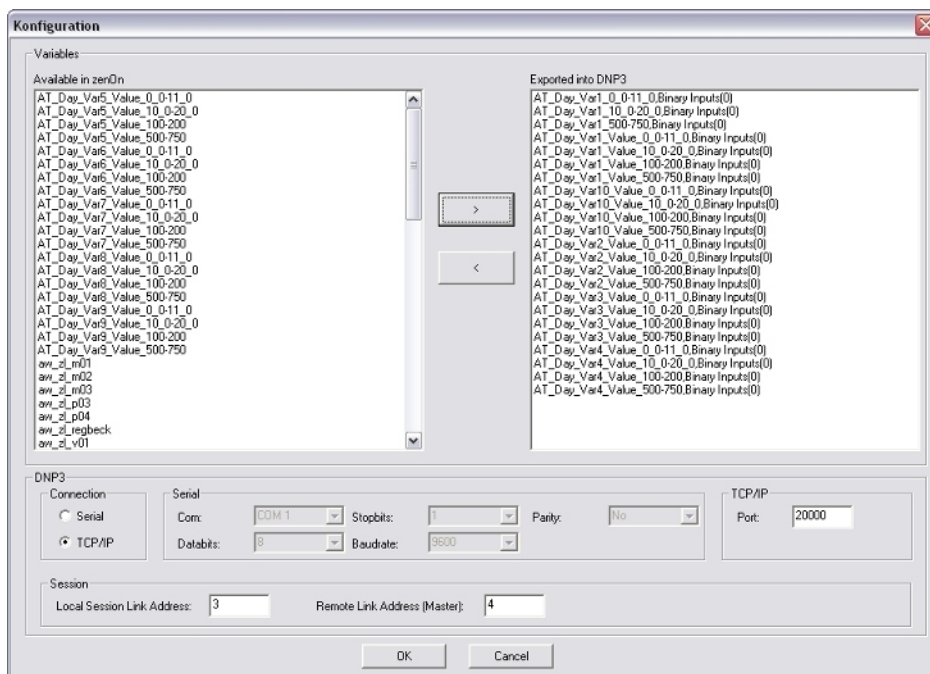 Konfiguration
Variables
Available in zenOn
AT_Day_Var5_Value_0_0-11_0
AT_Day_Var5_Value_10_0-20_0
AT_Day_Var5_Value_100-200
AT_Day_Var5_Value_500-750
AT_Day_Var6_Value_0_0-11_0
AT_Day_Var6_Value_10_0-20_0
AT_Day_Var6_Value_100-200
AT_Day_Var6_Value_500-750
AT_Day_Var7_Value_0_0-11_0
AT_Day_Var7_Value_10_0-20_0
AT_Day_Var7_Value_100-200
AT_Day_Var7_Value_500-750
AT_Day_Var8_Value_0_0-11_0
AT_Day_Var8_Value_10_0-20_0
AT_Day_Var8_Value_100-200
AT_Day_Var8_Value_500-750
AT_Day_Var9_Value_0_0-11_0
AT_Day_Var9_Value_10_0-20_0
AT_Day_Var9_Value_100-200
AT_Day_Var9_Value_500-750
aw_zl_m01
aw_zl_m02
aw_zl_m03
aw_zl_p03
aw_zl_p04
aw_zl_regbeck
aw_zl_v01
>
<
Exported into DNP3
AT_Day_Var1_0_0-11_0,Binary Inputs(0)
AT_Day_Var1_10_0-20_0,Binary Inputs(0)
AT_Day_Var1_500-750,Binary Inputs(0)
AT_Day_Var1_Value_0_0-11_0,Binary Inputs(0)
AT_Day_Var1_Value_10_0-20_0,Binary Inputs(0)
AT_Day_Var1_Value_100-200,Binary Inputs(0)
AT_Day_Var1_Value_500-750,Binary Inputs(0)
AT_Day_Var10_Value_0_0-11_0,Binary Inputs(0)
AT_Day_Var10_Value_10_0-20_0,Binary Inputs(0)
AT_Day_Var10_Value_100-200,Binary Inputs(0)
AT_Day_Var10_Value_500-750,Binary Inputs(0)
AT_Day_Var2_Value_0_0-11_0,Binary Inputs(0)
AT_Day_Var2_Value_10_0-20_0,Binary Inputs(0)
AT_Day_Var2_Value_100-200,Binary Inputs(0)
AT_Day_Var2_Value_500-750,Binary Inputs(0)
AT_Day_Var3_Value_0_0-11_0,Binary Inputs(0)
AT_Day_Var3_Value_10_0-20_0,Binary Inputs(0)
AT_Day_Var3_Value_100-200,Binary Inputs(0)
AT_Day_Var3_Value_500-750,Binary Inputs(0)
AT_Day_Var4_Value_0_0-11_0,Binary Inputs(0)
AT_Day_Var4_Value_10_0-20_0,Binary Inputs(0)
AT_Day_Var4_Value_100-200,Binary Inputs(0)
AT_Day_Var4_Value_500-750,Binary Inputs(0)
DNP3
Connection
Serial
TCP/IP
Serial
Com: COM 1 Stopbits: 1 Parity: No
Databits: 8 Baudrate: 9600
TCP/IP
Port: 20000
Session
Local Session Link Address: 3 Remote Link Address (Master): 4
OK Cancel